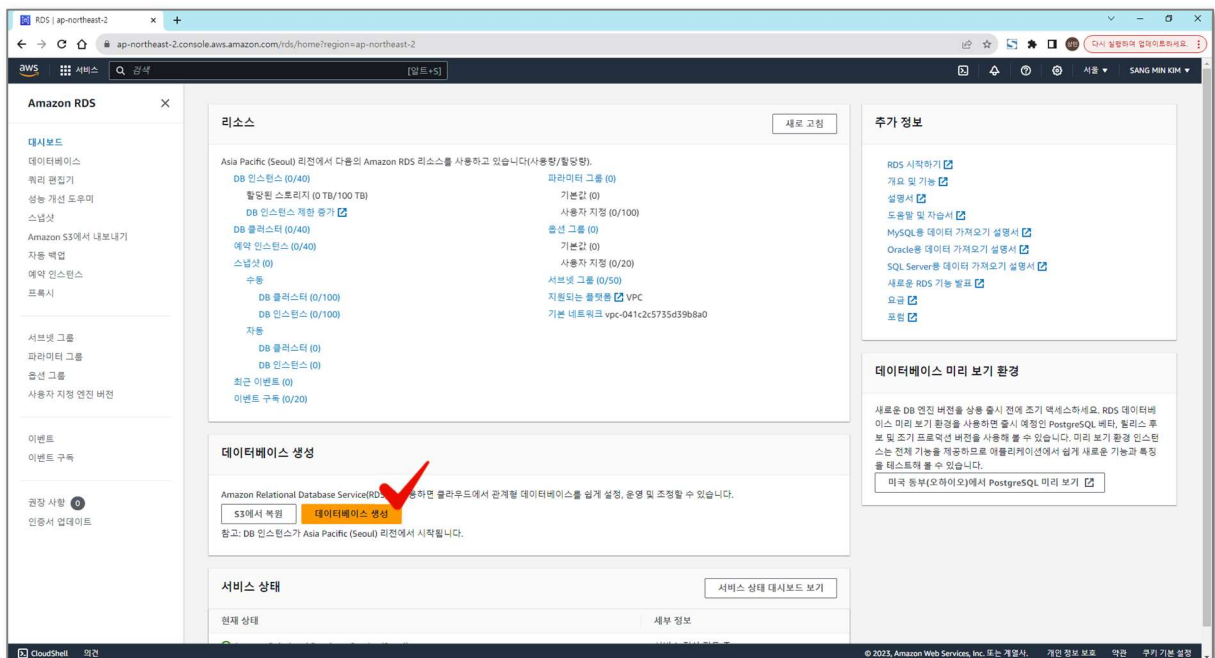 RDS | ap-northeast-2
ap-northeast-2.console.aws.amazon.com/rds/home?region=ap-northeast-2
다시 실행하여 업데이트하세요.
aws
서비스
검색
[알트+S]
서울
SANG MIN KIM
Amazon RDS
대시보드
데이터베이스
쿼리 편집기
성능 개선 도우미
스냅샷
Amazon S3에서 내보내기
자동 백업
예약 인스턴스
프록시
서브넷 그룹
파라미터 그룹
옵션 그룹
사용자 지정 엔진 버전
이벤트
이벤트 구독
권장 사항 0
인증서 업데이트
리소스
새로 고침
Asia Pacific (Seoul) 리전에서 다음의 Amazon RDS 리소스를 사용하고 있습니다(사용량/할당량).
DB 인스턴스 (0/40)
할당된 스토리지 (0 TB/100 TB)
DB 인스턴스 제한 증가
DB 클러스터 (0/40)
예약 인스턴스 (0/40)
스냅샷 (0)
수동
DB 클러스터 (0/100)
DB 인스턴스 (0/100)
자동
DB 클러스터 (0)
DB 인스턴스 (0)
최근 이벤트 (0)
이벤트 구독 (0/20)
파라미터 그룹 (0)
기본값 (0)
사용자 지정 (0/100)
옵션 그룹 (0)
기본값 (0)
사용자 지정 (0/20)
서브넷 그룹 (0/50)
지원되는 플랫폼 VPC
기본 네트워크 vpc-041c2c5735d39b8a0
데이터베이스 생성
Amazon Relational Database Service(RDS 용하면 클라우드에서 관계형 데이터베이스를 쉽게 설정, 운영 및 조정할 수 있습니다.
S3에서 복원
데이터베이스 생성
참고: DB 인스턴스가 Asia Pacific (Seoul) 리전에서 시작됩니다.
서비스 상태
서비스 상태 대시보드 보기
현재 상태
세부 정보
추가 정보
RDS 시작하기
개요 및 기능
설명서
도움말 및 자습서
MySQL용 데이터 가져오기 설명서
Oracle용 데이터 가져오기 설명서
SQL Server용 데이터 가져오기 설명서
새로운 RDS 기능 발표
요금
포럼
데이터베이스 미리 보기 환경
새로운 DB 엔진 버전을 상용 출시 전에 조기 액세스하세요. RDS 데이터베
이스 미리 보기 환경을 사용하면 출시 예정인 PostgreSQL 베타, 릴리스 후
보 및 조기 프로덕션 버전을 사용해 볼 수 있습니다. 미리 보기 환경 인스턴
스는 전체 기능을 제공하므로 애플리케이션에서 쉽게 새로운 기능과 특징
을 테스트해 볼 수 있습니다.
미국 동부(오하이오)에서 PostgreSQL 미리 보기
CloudShell
의견
© 2023, Amazon Web Services, Inc. 또는 계열사.
개인 정보 보호
약관
쿠키 기본 설정